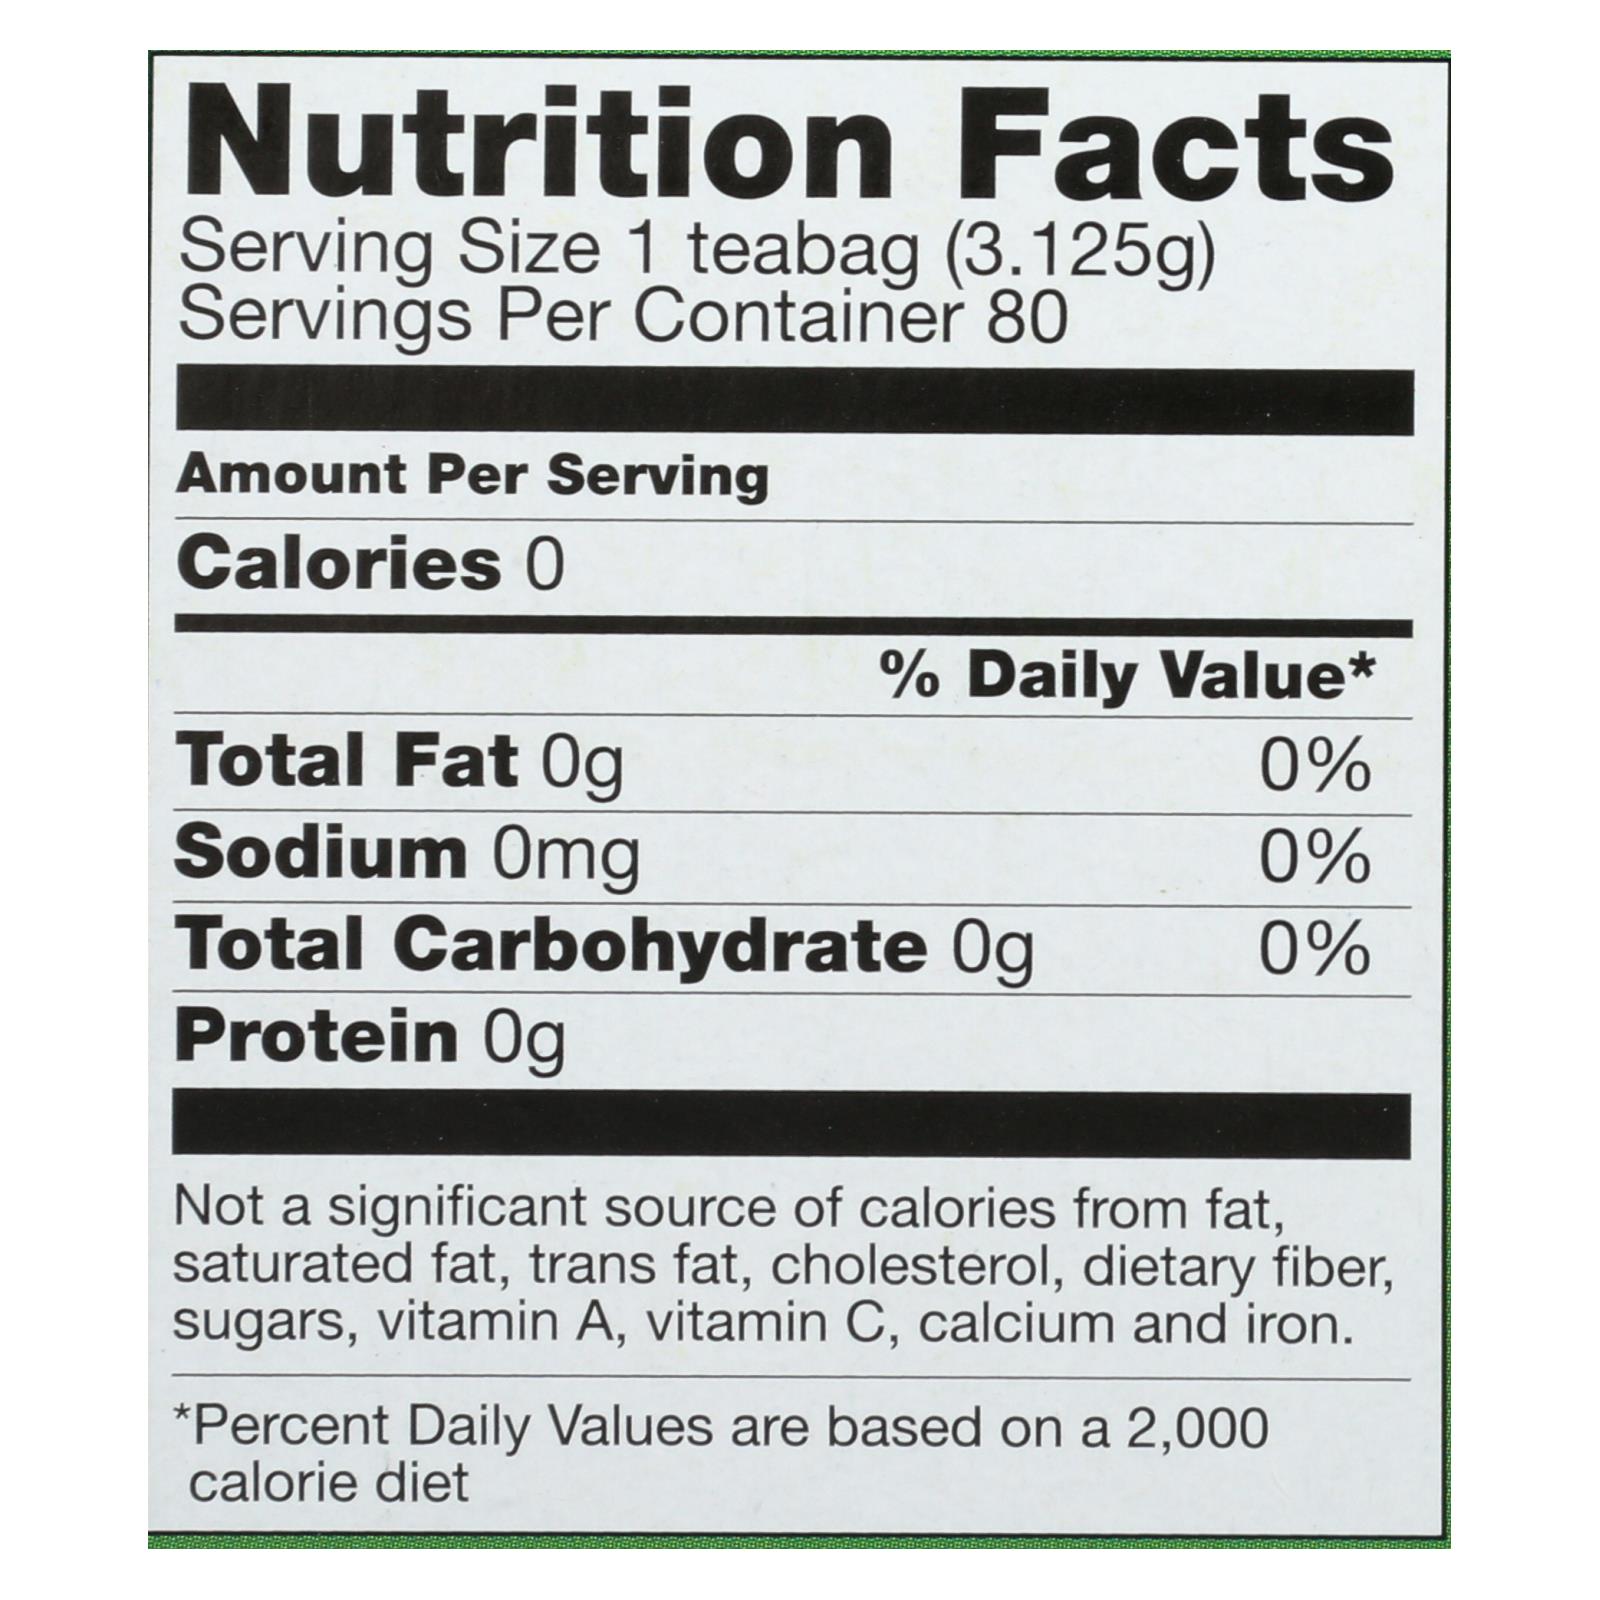 Nutrition Facts
Serving Size 1 teabag (3.125g)
Servings Per Container 80
Amount Per Serving
Calories 0
% Daily Value*
Total Fat 0g 0%
Sodium 0mg 0%
Total Carbohydrate 0g 0%
Protein 0g
Not a significant source of calories from fat,
saturated fat, trans fat, cholesterol, dietary fiber,
sugars, vitamin A, vitamin C, calcium and iron.
*Percent Daily Values are based on a 2,000
calorie diet